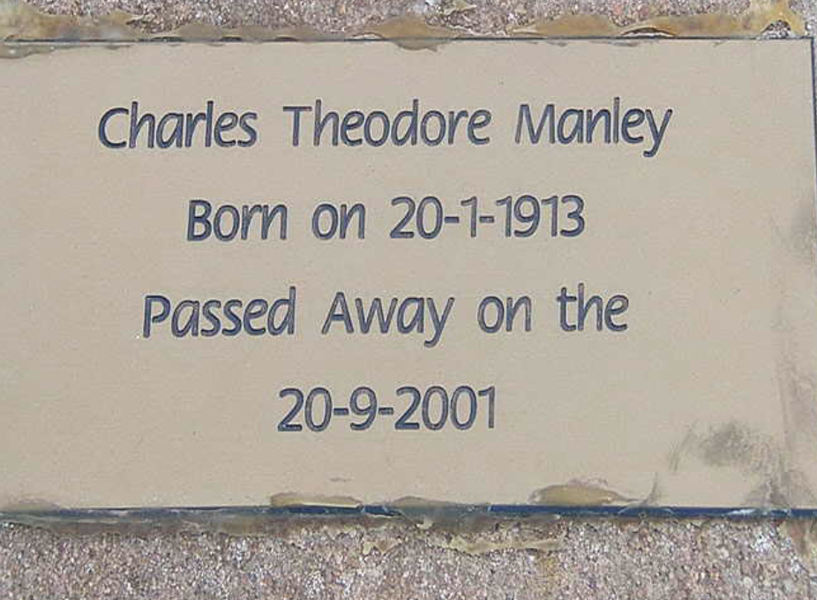 Charles Theodore Manley
Born on 20-1-1913
Passed Away on the
20-9-2001